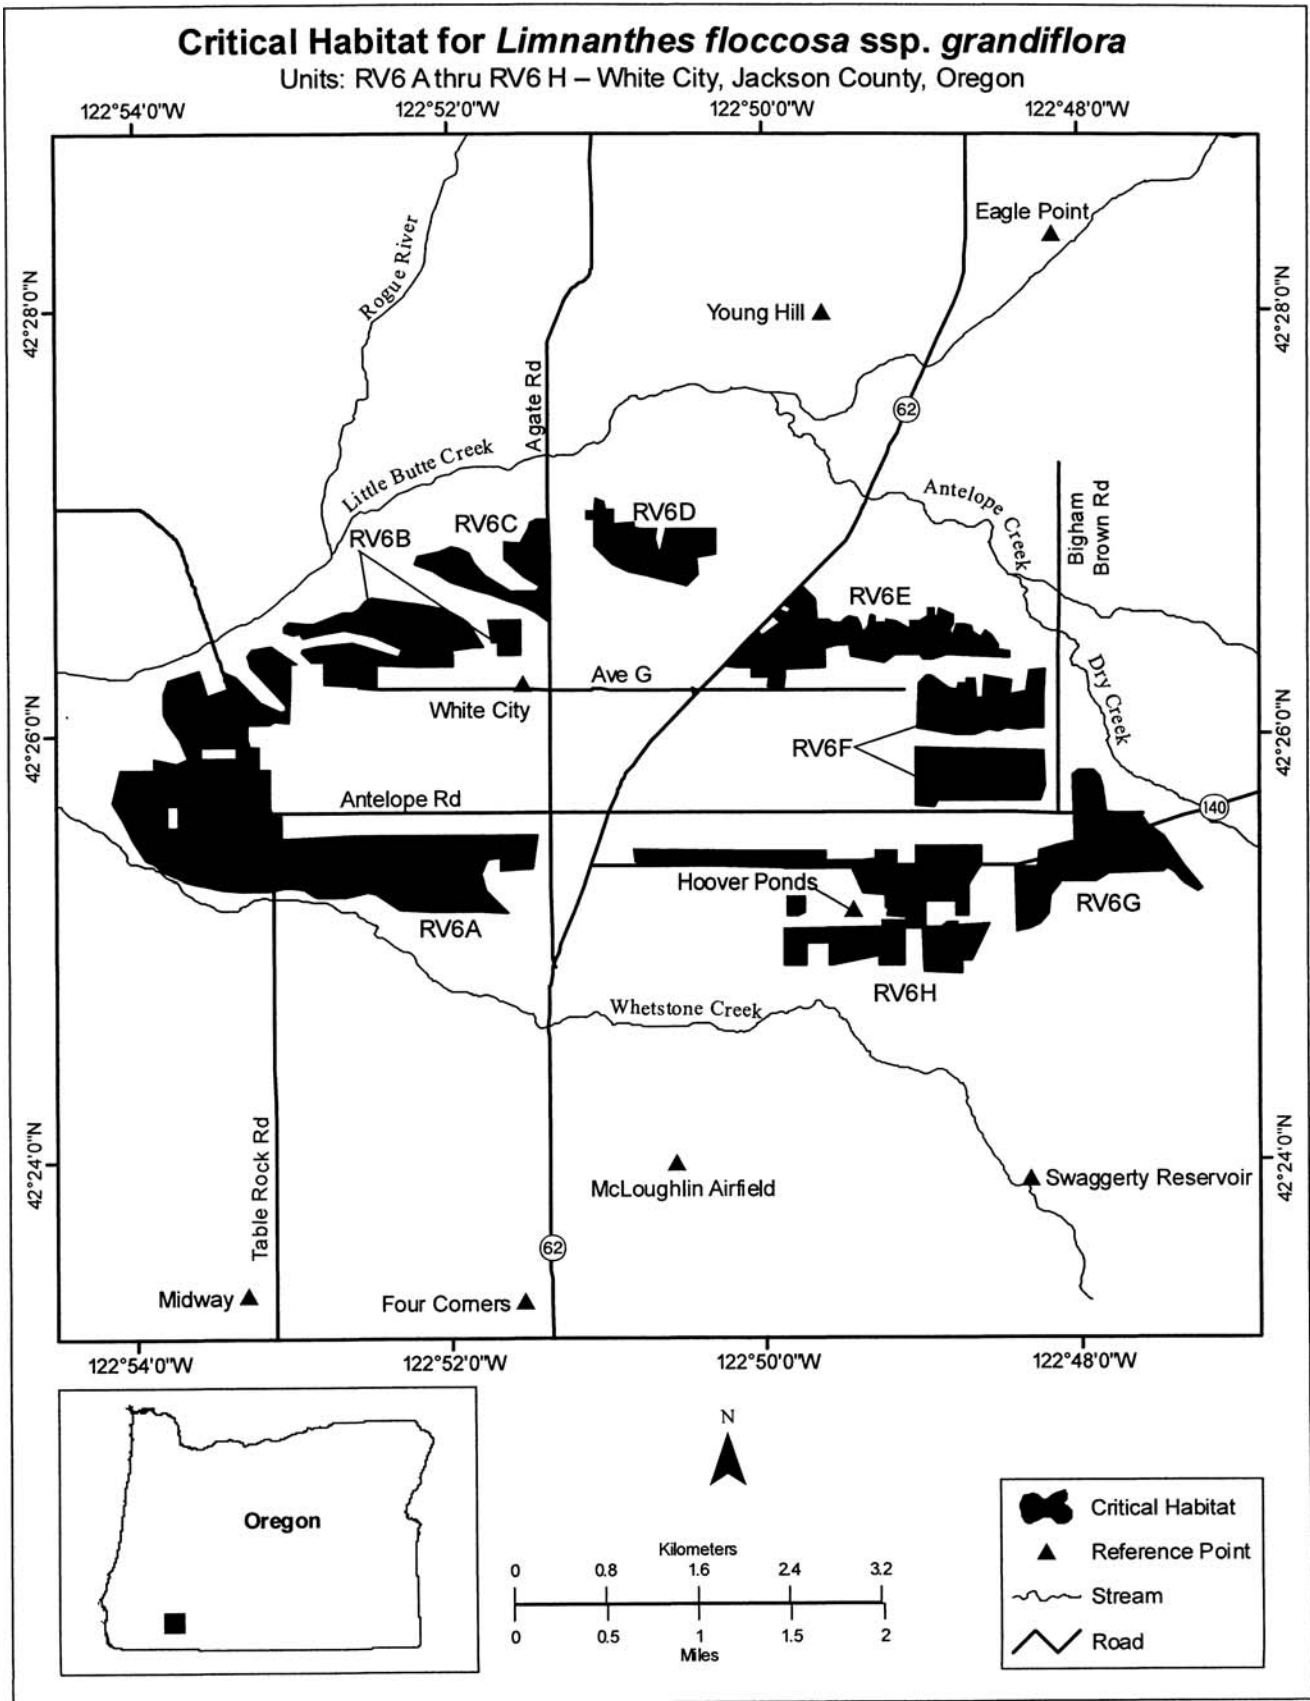 Critical Habitat for Limnanthes floccosa ssp. grandiflora
Units: RV6 A thru RV6 H – White City, Jackson County, Oregon
122°54'0"W
122°52'0"W
122°50'0"W
122°48'0"W
Eagle Point
Rogue River
42°28'0"N
Young Hill
42°28'0"N
Agate Rd
62
Little Butte Creek
Antelope Creek
Bigham
Brown Rd
RV6B
RV6C
RV6D
RV6E
Ave G
Dry Creek
White City
42°26'0"N
RV6F
42°26'0"N
Antelope Rd
140
Hoover Ponds
RV6G
RV6A
RV6H
Whetstone Creek
42°24'0"N
Table Rock Rd
McLoughlin Airfield
Swaggerty Reservoir
42°24'0"N
62
Midway
Four Corners
122°54'0"W
122°52'0"W
122°50'0"W
122°48'0"W
Oregon
N
Kilometers
0 0.8 1.6 2.4 3.2
0 0.5 1 1.5 2
Miles
Critical Habitat
Reference Point
Stream
Road